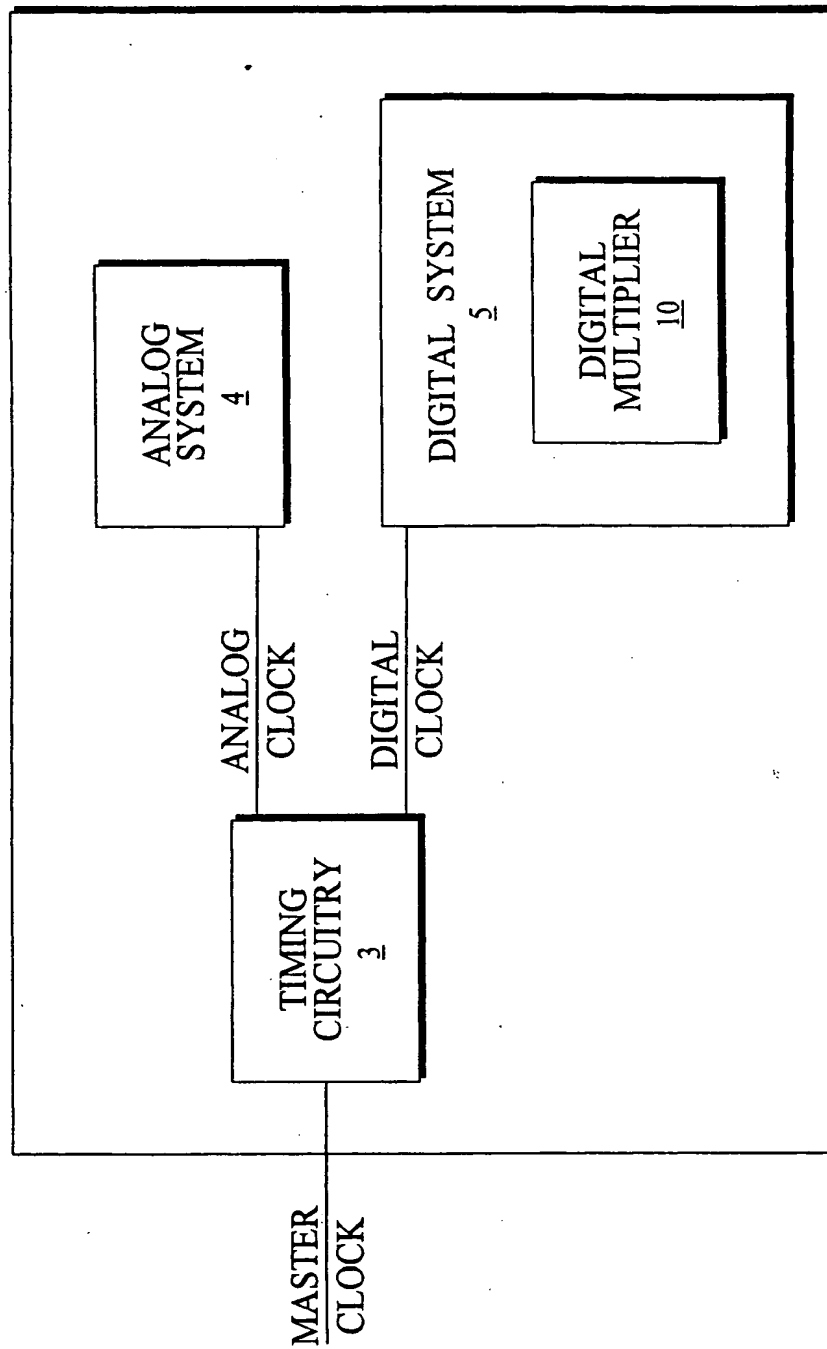 MASTER
CLOCK
TIMING
CIRCUITRY
3
ANALOG
CLOCK
DIGITAL
CLOCK
ANALOG
SYSTEM
4
DIGITAL SYSTEM
5
DIGITAL
MULTIPLIER
10